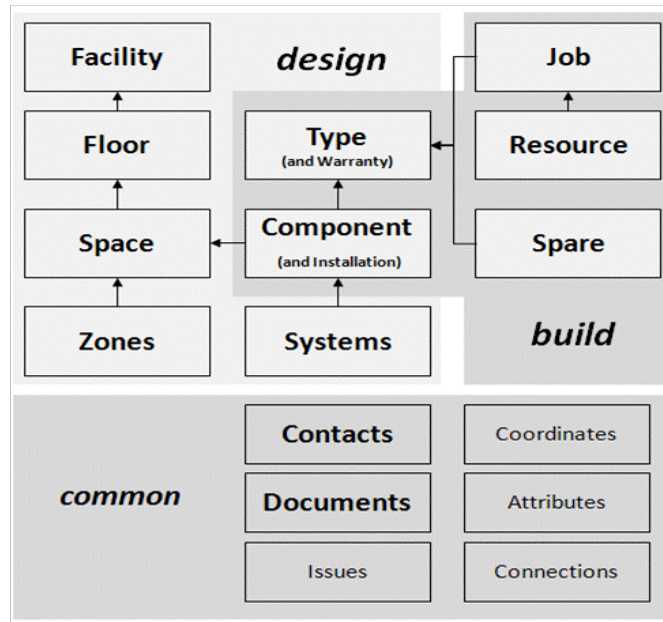 Facility
design
Job
Floor
Type
(and Warranty)
Resource
Space
Component
(and Installation)
Spare
Zones
Systems
build
common
Contacts
Coordinates
Documents
Attributes
Issues
Connections